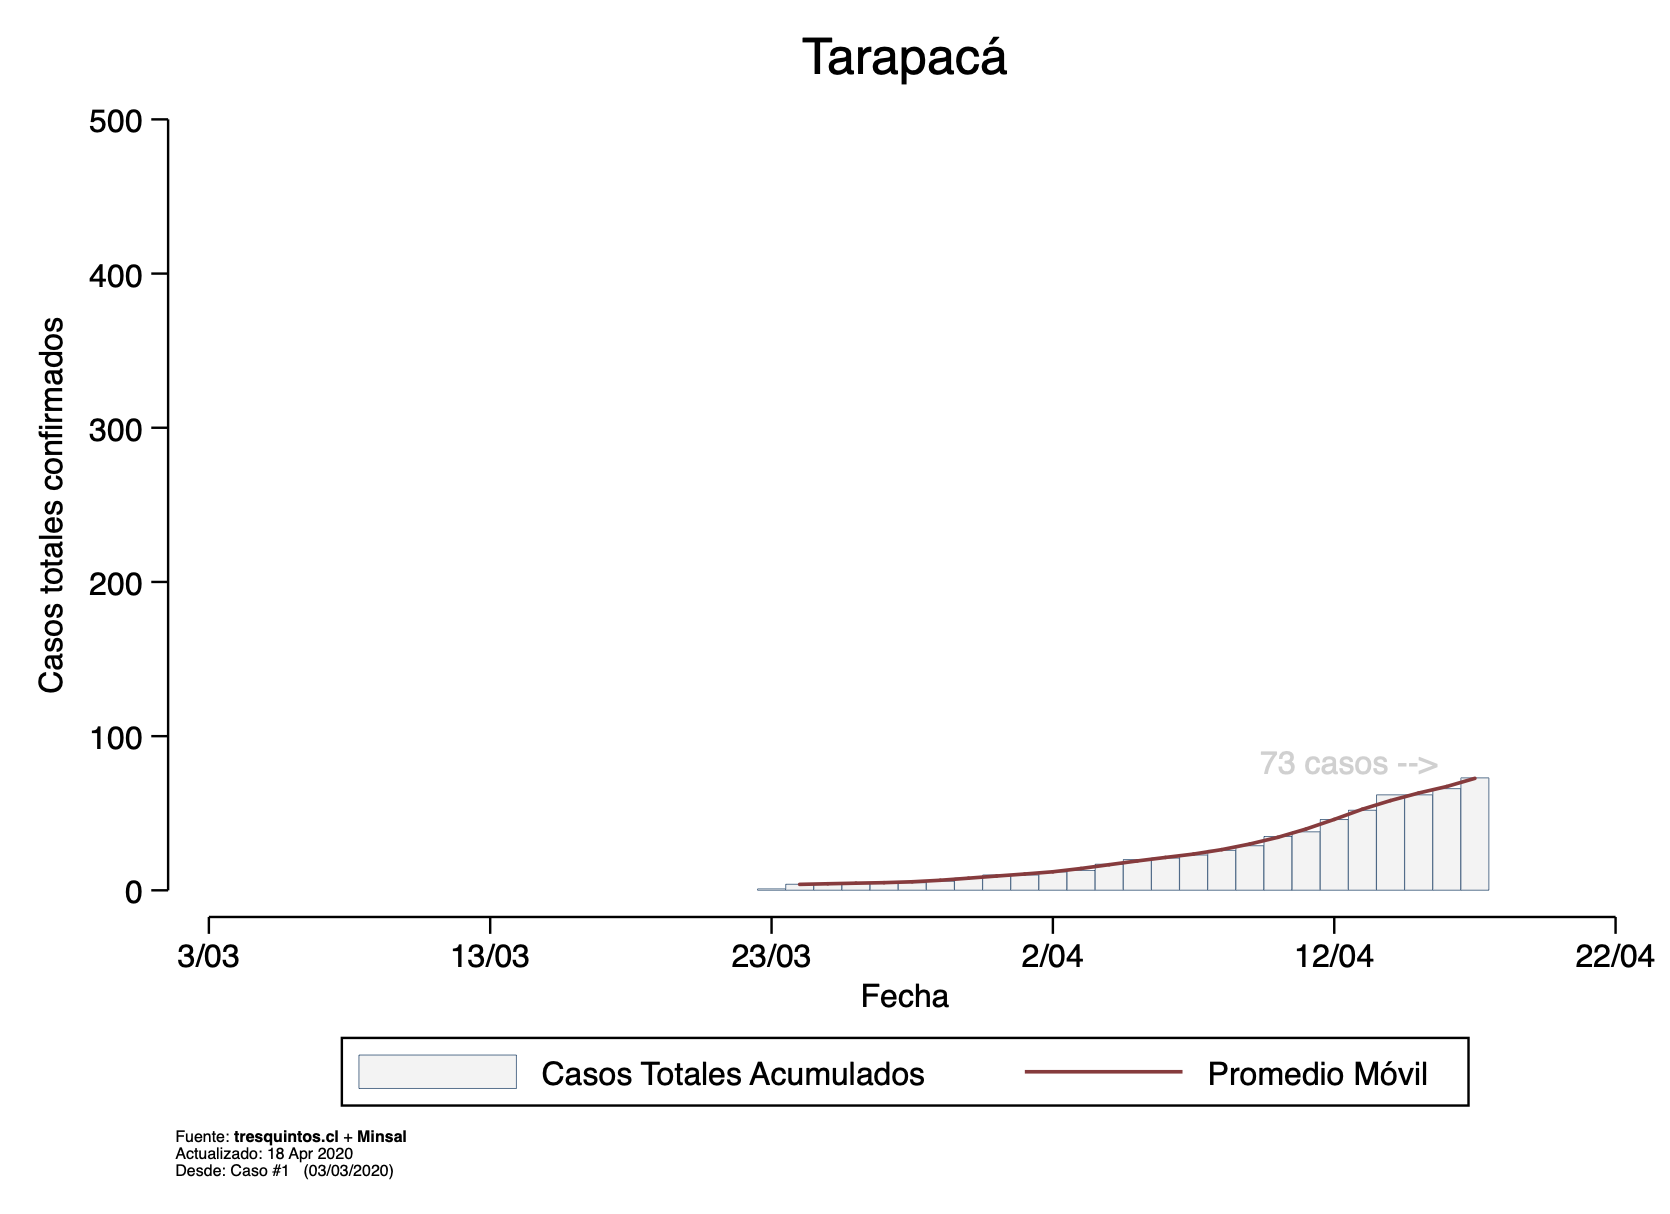 Tarapacá
500
400
300
200
100
0
Casos totales confirmados
73 casos -->
3/03 13/03 23/03 2/04 12/04 22/04
Fecha
Casos Totales Acumulados Promedio Móvil
Fuente: tresquintos.cl + Minsal
Actualizado: 18 Apr 2020
Desde: Caso #1 (03/03/2020)